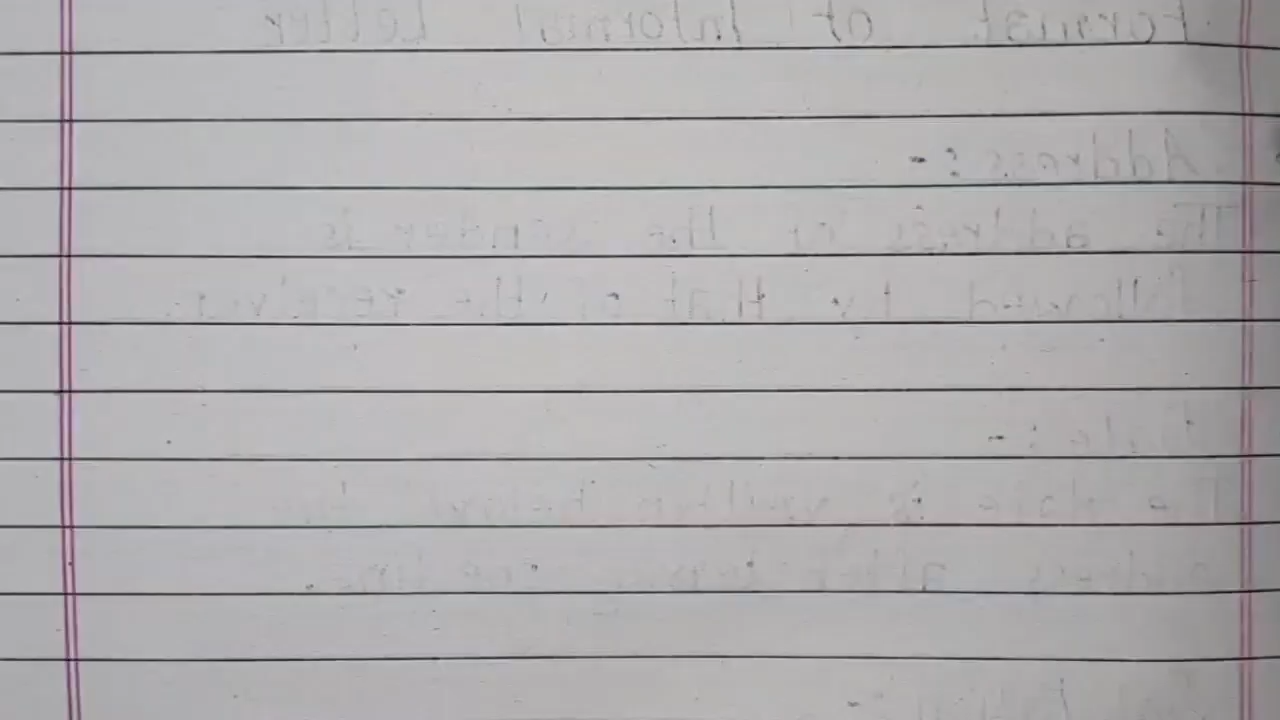 Format of Informal Letter
Address :-
The address of the sender is
followed by that of the receiver.
Date :-
The date is written below the
address after leaving one line.